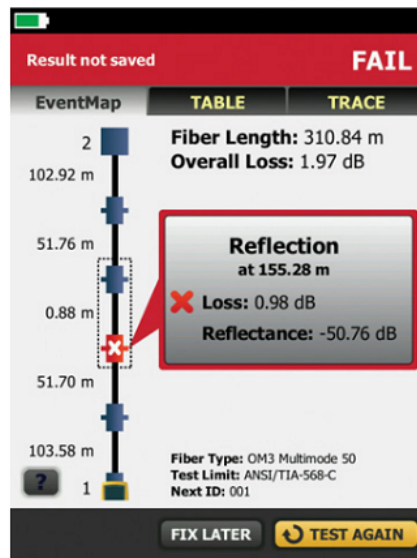 Result not saved
FAIL
EventMap
TABLE
TRACE
2
Fiber Length: 310.84 m
Overall Loss: 1.97 dB
102.92 m
51.76 m
Reflection
at 155.28 m
Loss: 0.98 dB
0.88 m
Reflectance: -50.76 dB
51.70 m
103.58 m
Fiber Type: OM3 Multimode 50
Test Limit: ANSI/TIA-568-C
Next ID: 001
?
1
FIX LATER
TEST AGAIN